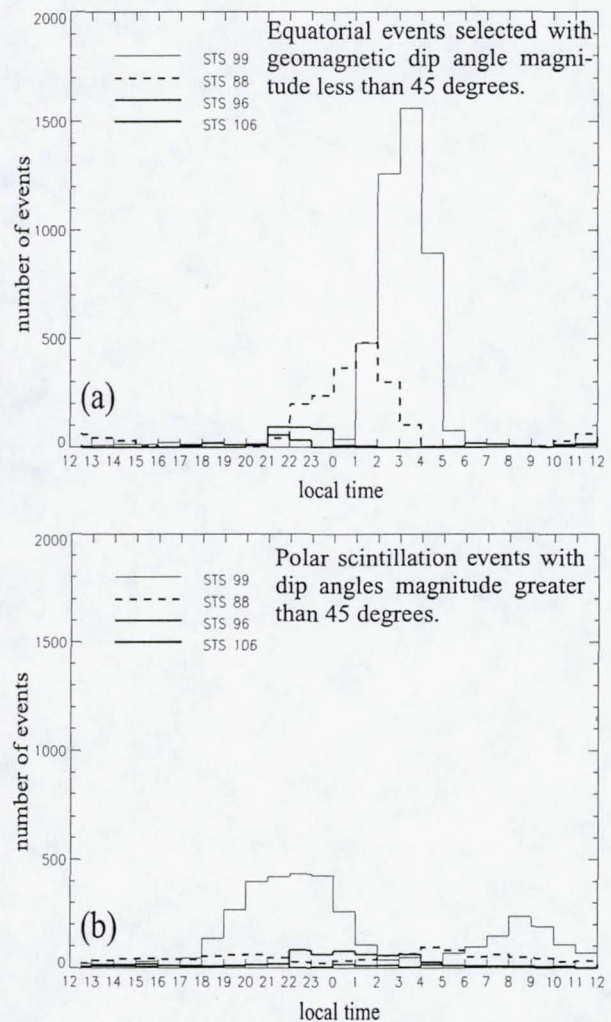 2000
1500
1000
500
0
number of events
STS 99
STS 88
STS 96
STS 106
Equatorial events selected with
geomagnetic dip angle magni-
tude less than 45 degrees.
(a)
12 13 14 15 16 17 18 19 20 21 22 23 0 1 2 3 4 5 6 7 8 9 10 11 12
local time
2000
1500
1000
500
0
number of events
STS 99
STS 88
STS 96
STS 106
Polar scintillation events with
dip angles magnitude greater
than 45 degrees.
(b)
12 13 14 15 16 17 18 19 20 21 22 23 0 1 2 3 4 5 6 7 8 9 10 11 12
local time